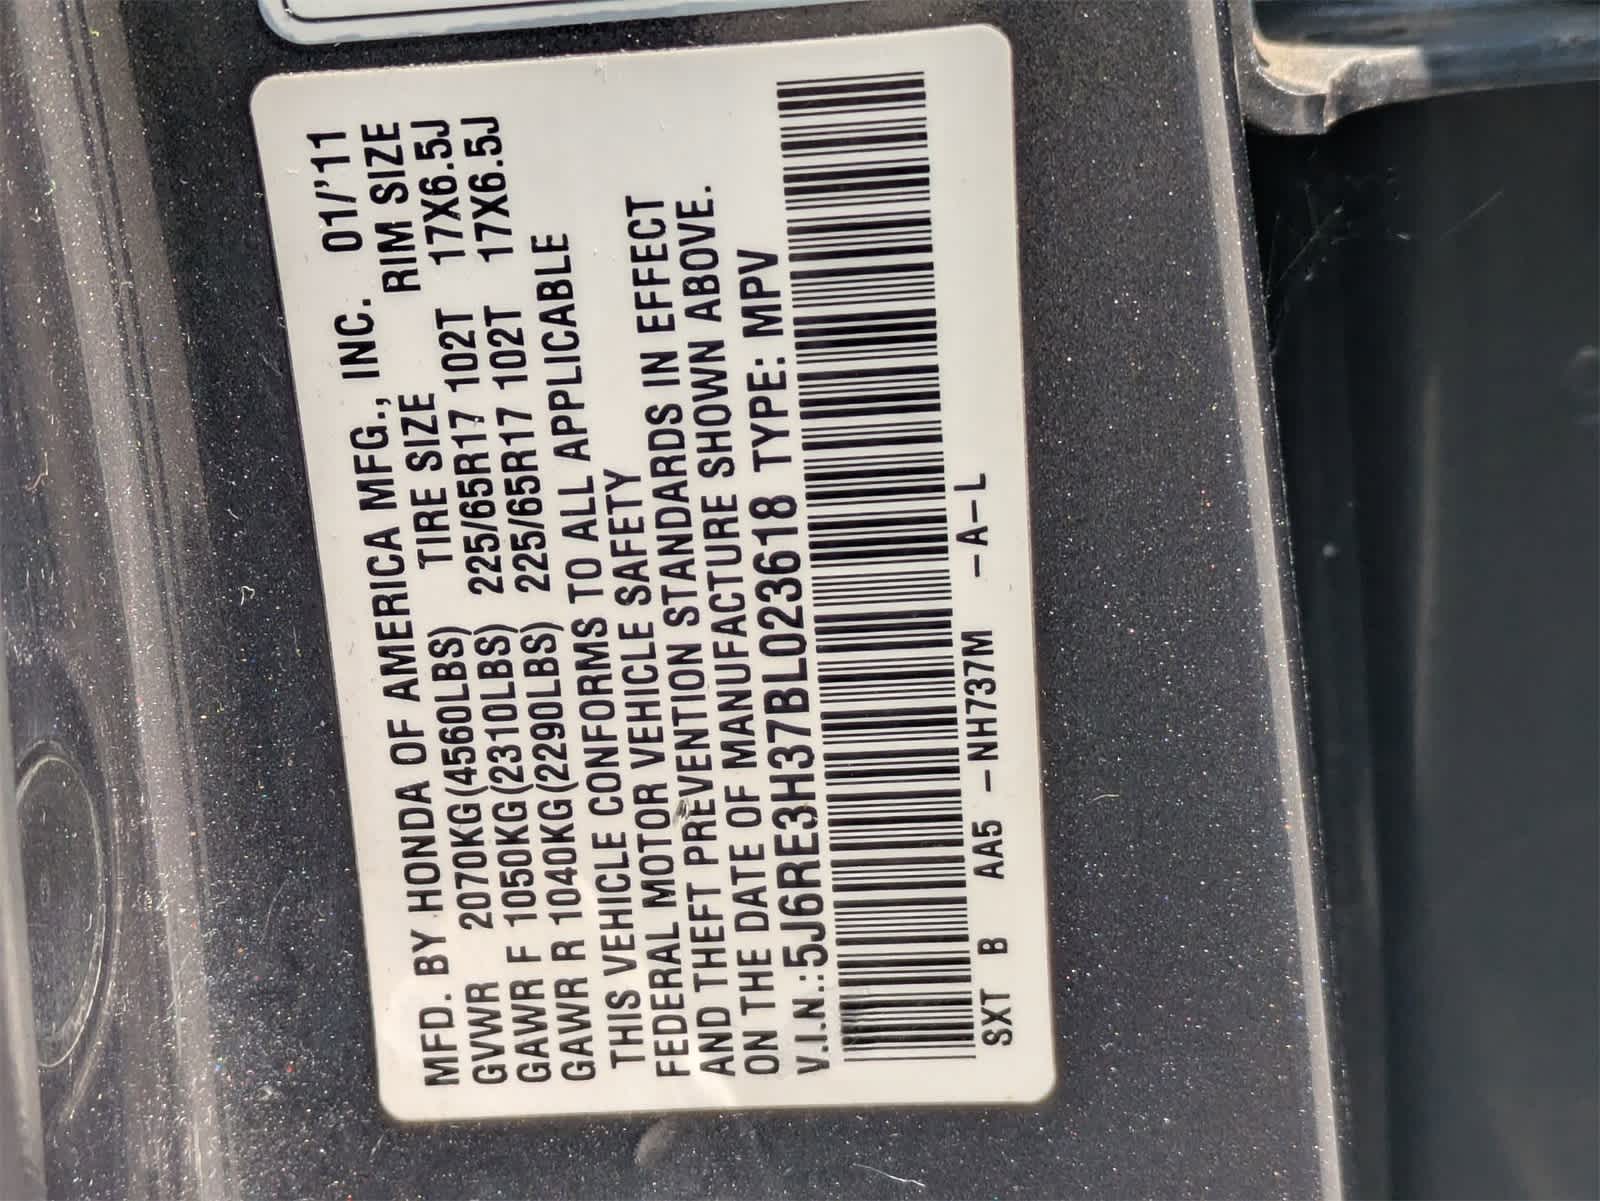 MFD. BY HONDA OF AMERICA MFG., INC. 01/'11
TIRE SIZE RIM SIZE
GVWR 2070KG(4560LBS)
GAWR F 1050KG(2310LBS) 225/65R17 102T 17X6.5J
GAWR R 1040KG(2290LBS) 225/65R17 102T 17X6.5J
THIS VEHICLE CONFORMS TO ALL APPLICABLE
FEDERAL MOTOR VEHICLE SAFETY
AND THEFT PREVENTION STANDARDS IN EFFECT
ON THE DATE OF MANUFACTURE SHOWN ABOVE.
V.I.N.:5J6RE3H37BL023618 TYPE: MPV
SXT B AA5 -NH737M -A-L